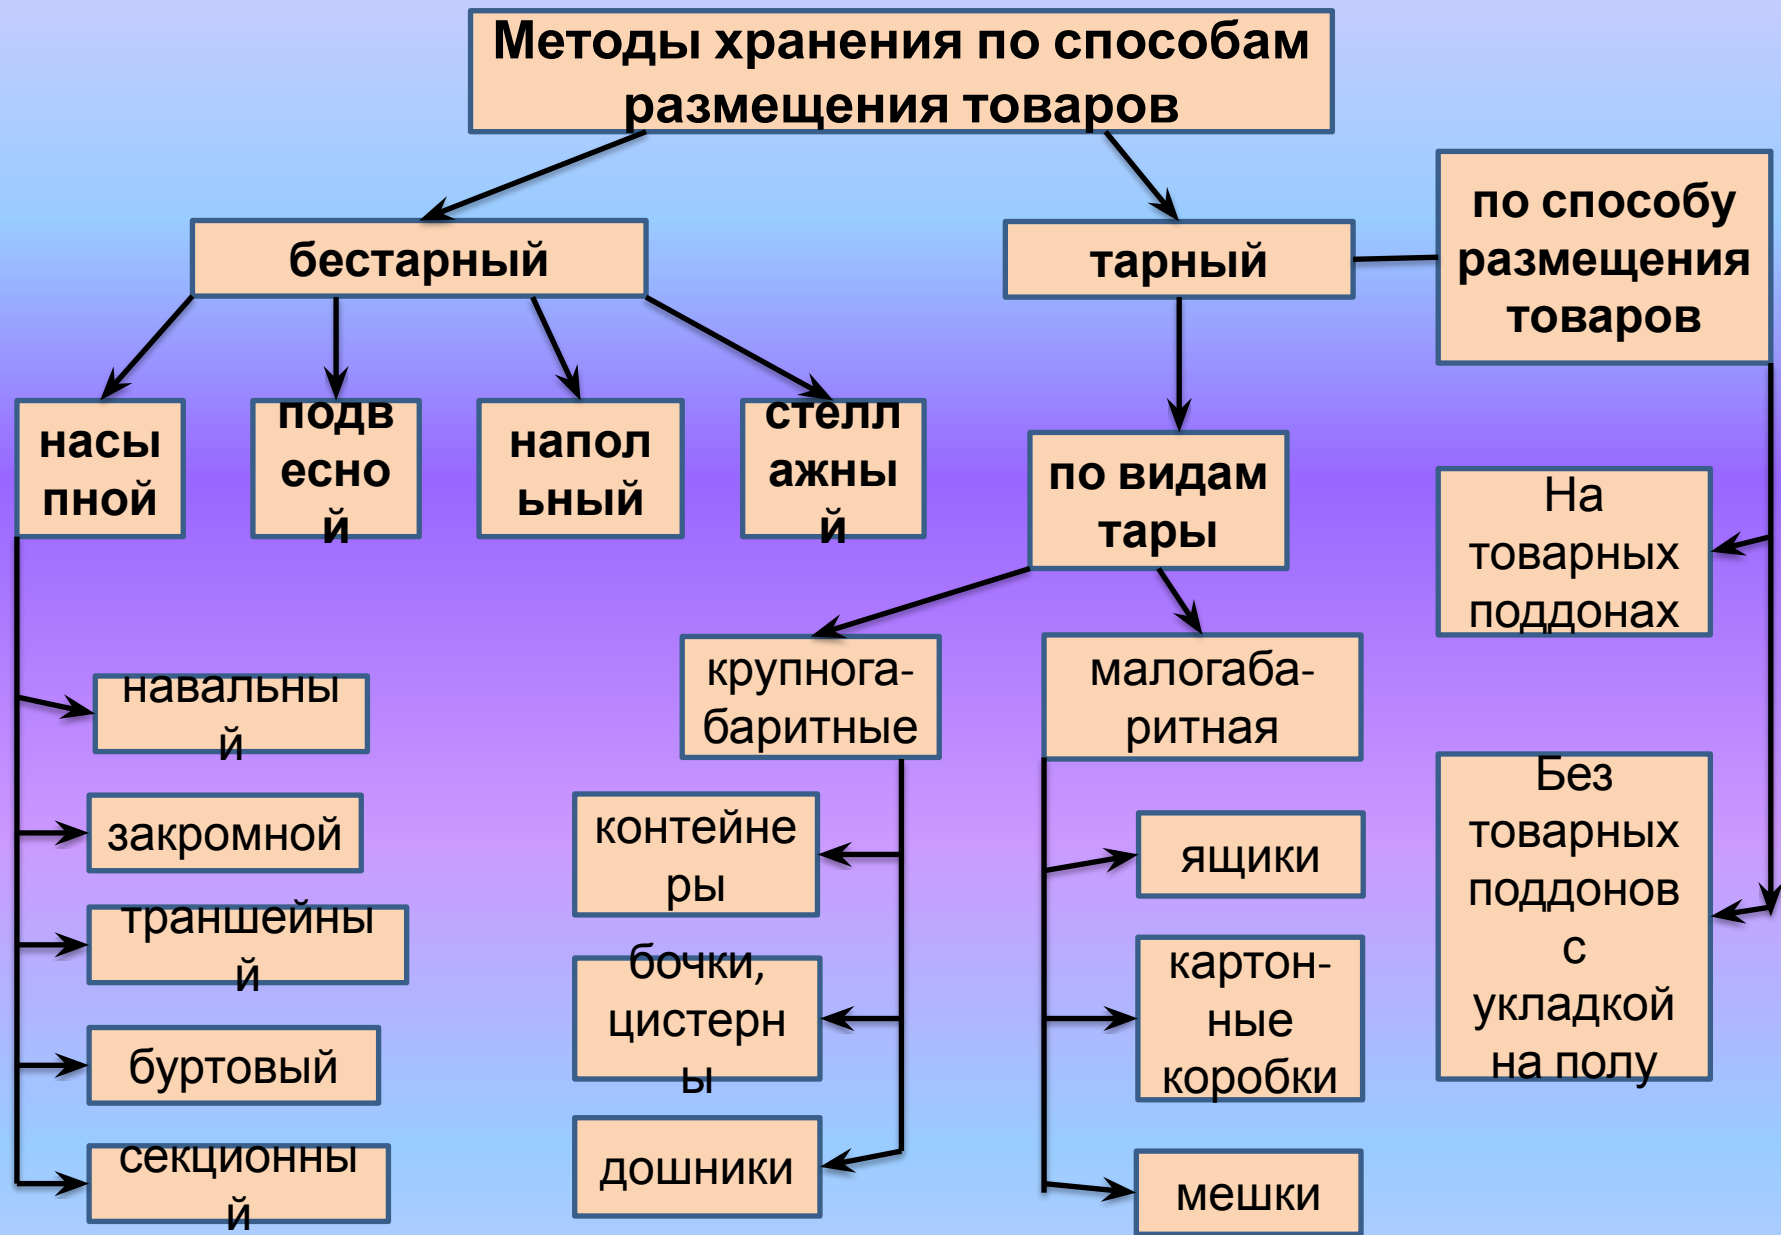 Методы хранения по способам
размещения товаров
бестарный
тарный
по способу
размещения
товаров
насы
пной
подв
есно
й
напол
ьный
стелл
ажны
й
по видам
тары
На
товарных
поддонах
навальны
й
закромной
траншейны
й
буртовый
секционны
й
крупнога-
баритные
контейне
ры
бочки,
цистерн
ы
дошники
малогаба-
ритная
ящики
картон-
ные
коробки
мешки
Без
товарных
поддонов
с
укладкой
на полу